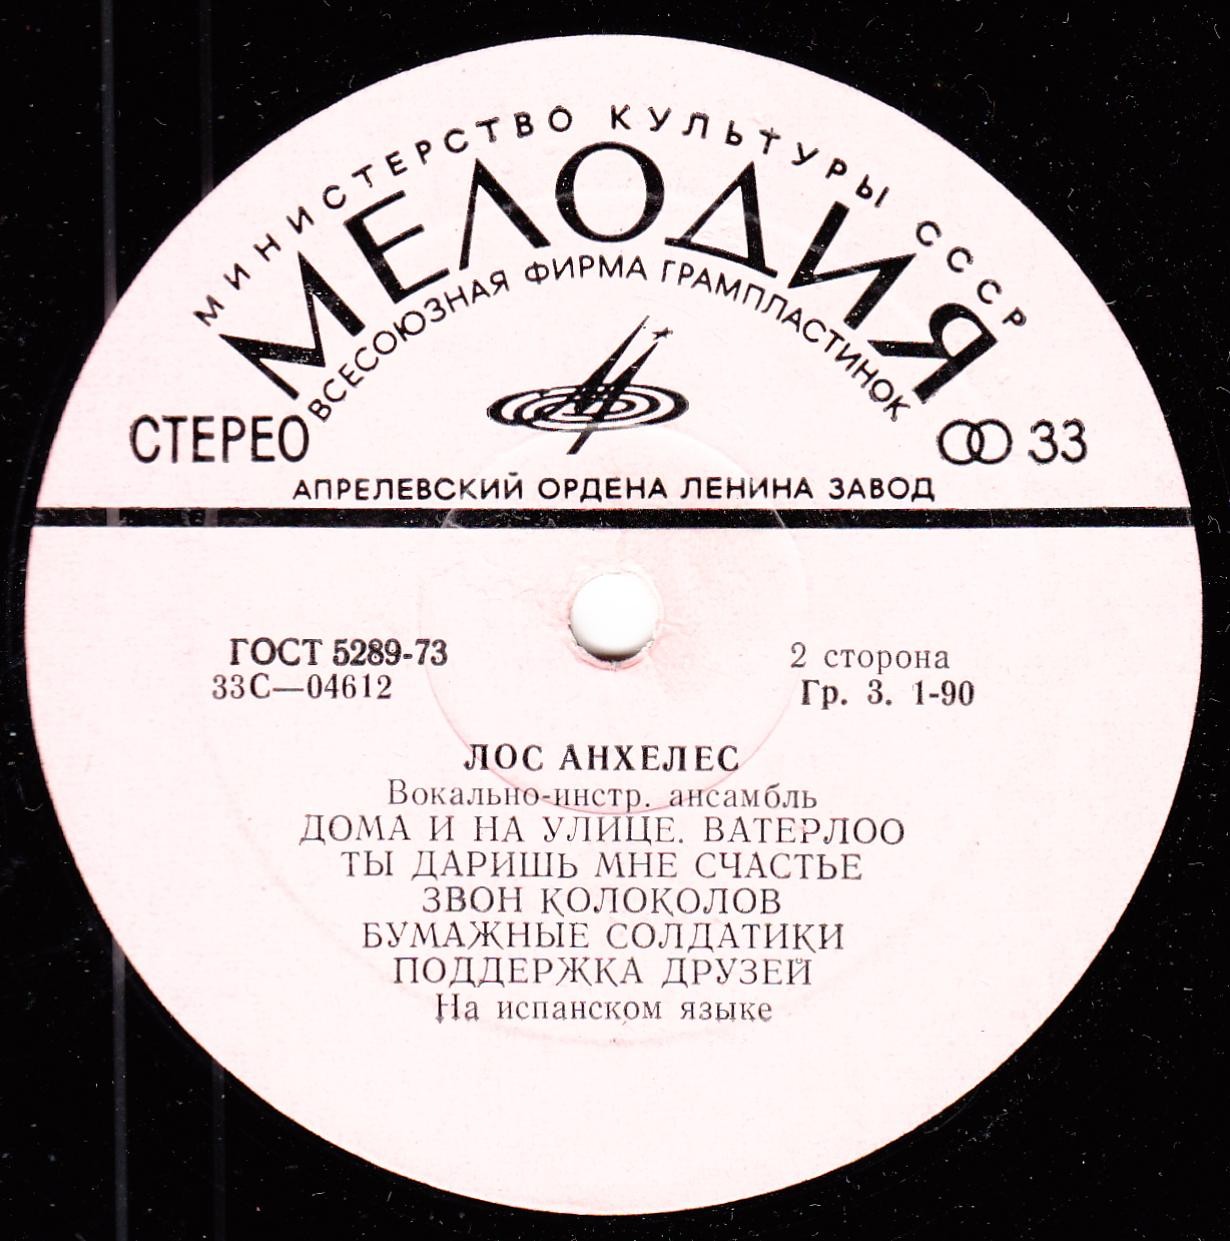 МИНИСТЕРСТВО КУЛЬТУРЫ СССР
МЕЛОДИЯ
ВСЕСОЮЗНАЯ ФИРМА ГРАМПЛАСТИНОК
СТЕРЕО
33
АПРЕЛЕВСКИЙ ОРДЕНА ЛЕНИНА ЗАВОД
ГОСТ 5289-73
2 сторона
33С—04612
Гр. 3. 1-90
ЛОС АНХЕЛЕС
Вокально-инстр. ансамбль
ДОМА И НА УЛИЦЕ. ВАТЕРЛОО
ТЫ ДАРИШЬ МНЕ СЧАСТЬЕ
ЗВОН КОЛОКОЛОВ
БУМАЖНЫЕ СОЛДАТИКИ
ПОДДЕРЖКА ДРУЗЕЙ
На испанском языке